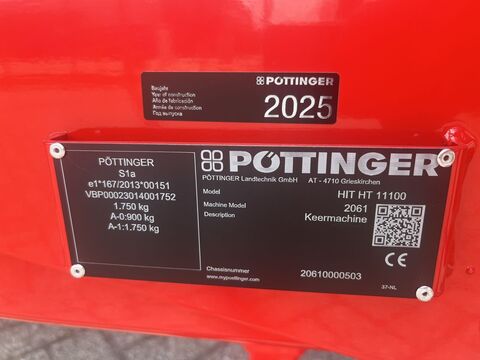 Baujahr
Year of construction
Año de fabricación
Année de construction
Год выпуска
PÖTTINGER
2025
PÖTTINGER
S1a
e1*167/2013*00151
VBP00023014001752
1.750 kg
A-0:900 kg
A-1:1.750 kg
PÖTTINGER
PÖTTINGER Landtechnik GmbH AT - 4710 Grieskirchen
Model HIT HT 11100
Machine Model 2061
Description Keermachine
CE
Chassisnummer 20610000503
www.mypoettinger.com
37-NL